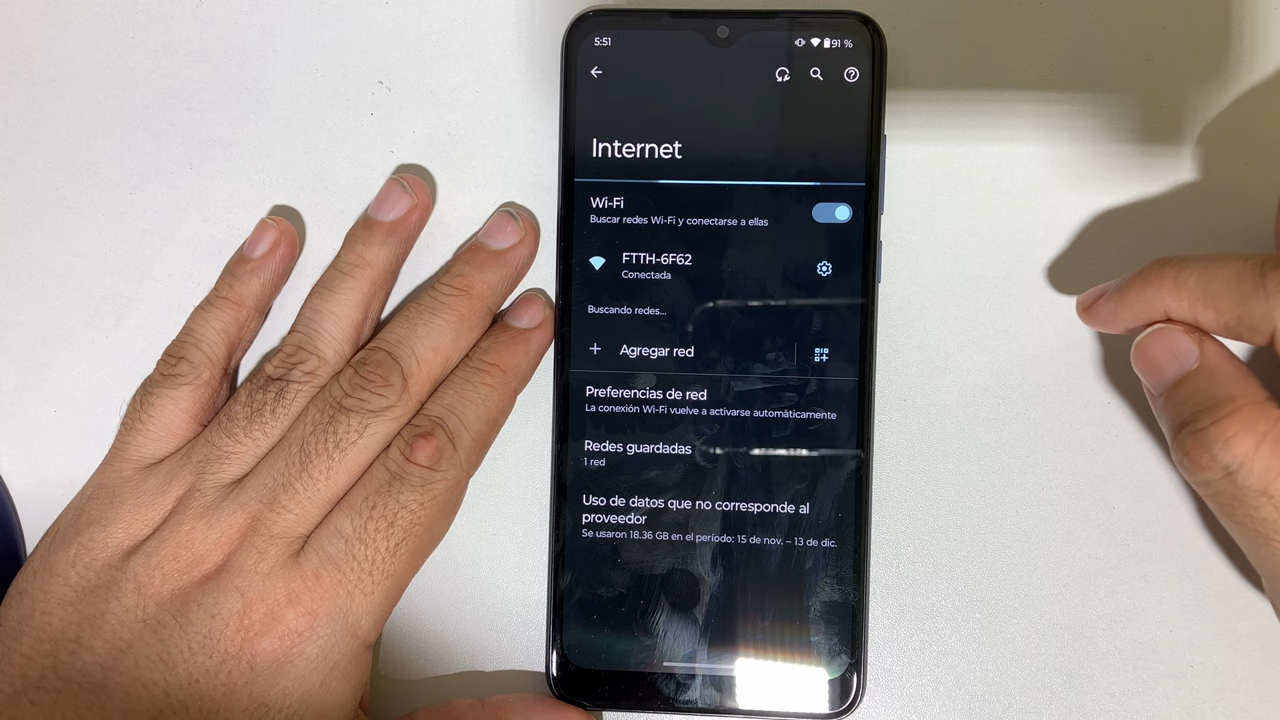 5:51
91 %
Internet
Wi-Fi
Buscar redes Wi-Fi y conectarse a ellas
FTTH-6F62
Conectada
Buscando redes...
+ Agregar red
Preferencias de red
La conexión Wi-Fi vuelve a activarse automáticamente
Redes guardadas
1 red
Uso de datos que no corresponde al
proveedor
Se usaron 18.36 GB en el período: 15 de nov. – 13 de dic.